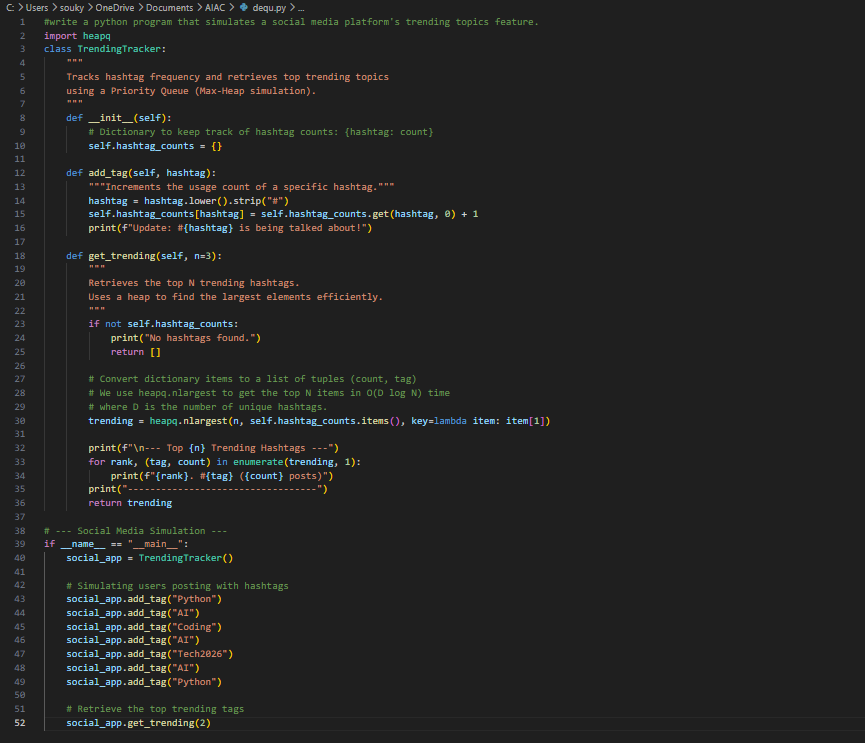 C: > Users > souky > OneDrive > Documents > AIAC > dequ.py > ...
1 #write a python program that simulates a social media platform's trending topics feature.
2 import heapq
3 class TrendingTracker:
4     """
5     Tracks hashtag frequency and retrieves top trending topics
6     using a Priority Queue (Max-Heap simulation).
7     """
8     def __init__(self):
9         # Dictionary to keep track of hashtag counts: {hashtag: count}
10         self.hashtag_counts = {}
11
12     def add_tag(self, hashtag):
13         """Increments the usage count of a specific hashtag."""
14         hashtag = hashtag.lower().strip("#")
15         self.hashtag_counts[hashtag] = self.hashtag_counts.get(hashtag, 0) + 1
16         print(f"Update: #{hashtag} is being talked about!")
17
18     def get_trending(self, n=3):
19         """
20         Retrieves the top N trending hashtags.
21         Uses a heap to find the largest elements efficiently.
22         """
23         if not self.hashtag_counts:
24             print("No hashtags found.")
25             return []
26
27         # Convert dictionary items to a list of tuples (count, tag)
28         # We use heapq.nlargest to get the top N items in O(D log N) time
29         # where D is the number of unique hashtags.
30         trending = heapq.nlargest(n, self.hashtag_counts.items(), key=lambda item: item[1])
31
32         print(f"\n--- Top {n} Trending Hashtags ---")
33         for rank, (tag, count) in enumerate(trending, 1):
34             print(f"{rank}. #{tag} ({count} posts)")
35         print("-------------------------------")
36         return trending
37
38 # --- Social Media Simulation ---
39 if __name__ == "__main__":
40     social_app = TrendingTracker()
41
42     # Simulating users posting with hashtags
43     social_app.add_tag("Python")
44     social_app.add_tag("AI")
45     social_app.add_tag("Coding")
46     social_app.add_tag("AI")
47     social_app.add_tag("Tech2026")
48     social_app.add_tag("AI")
49     social_app.add_tag("Python")
50
51     # Retrieve the top trending tags
52     social_app.get_trending(2)